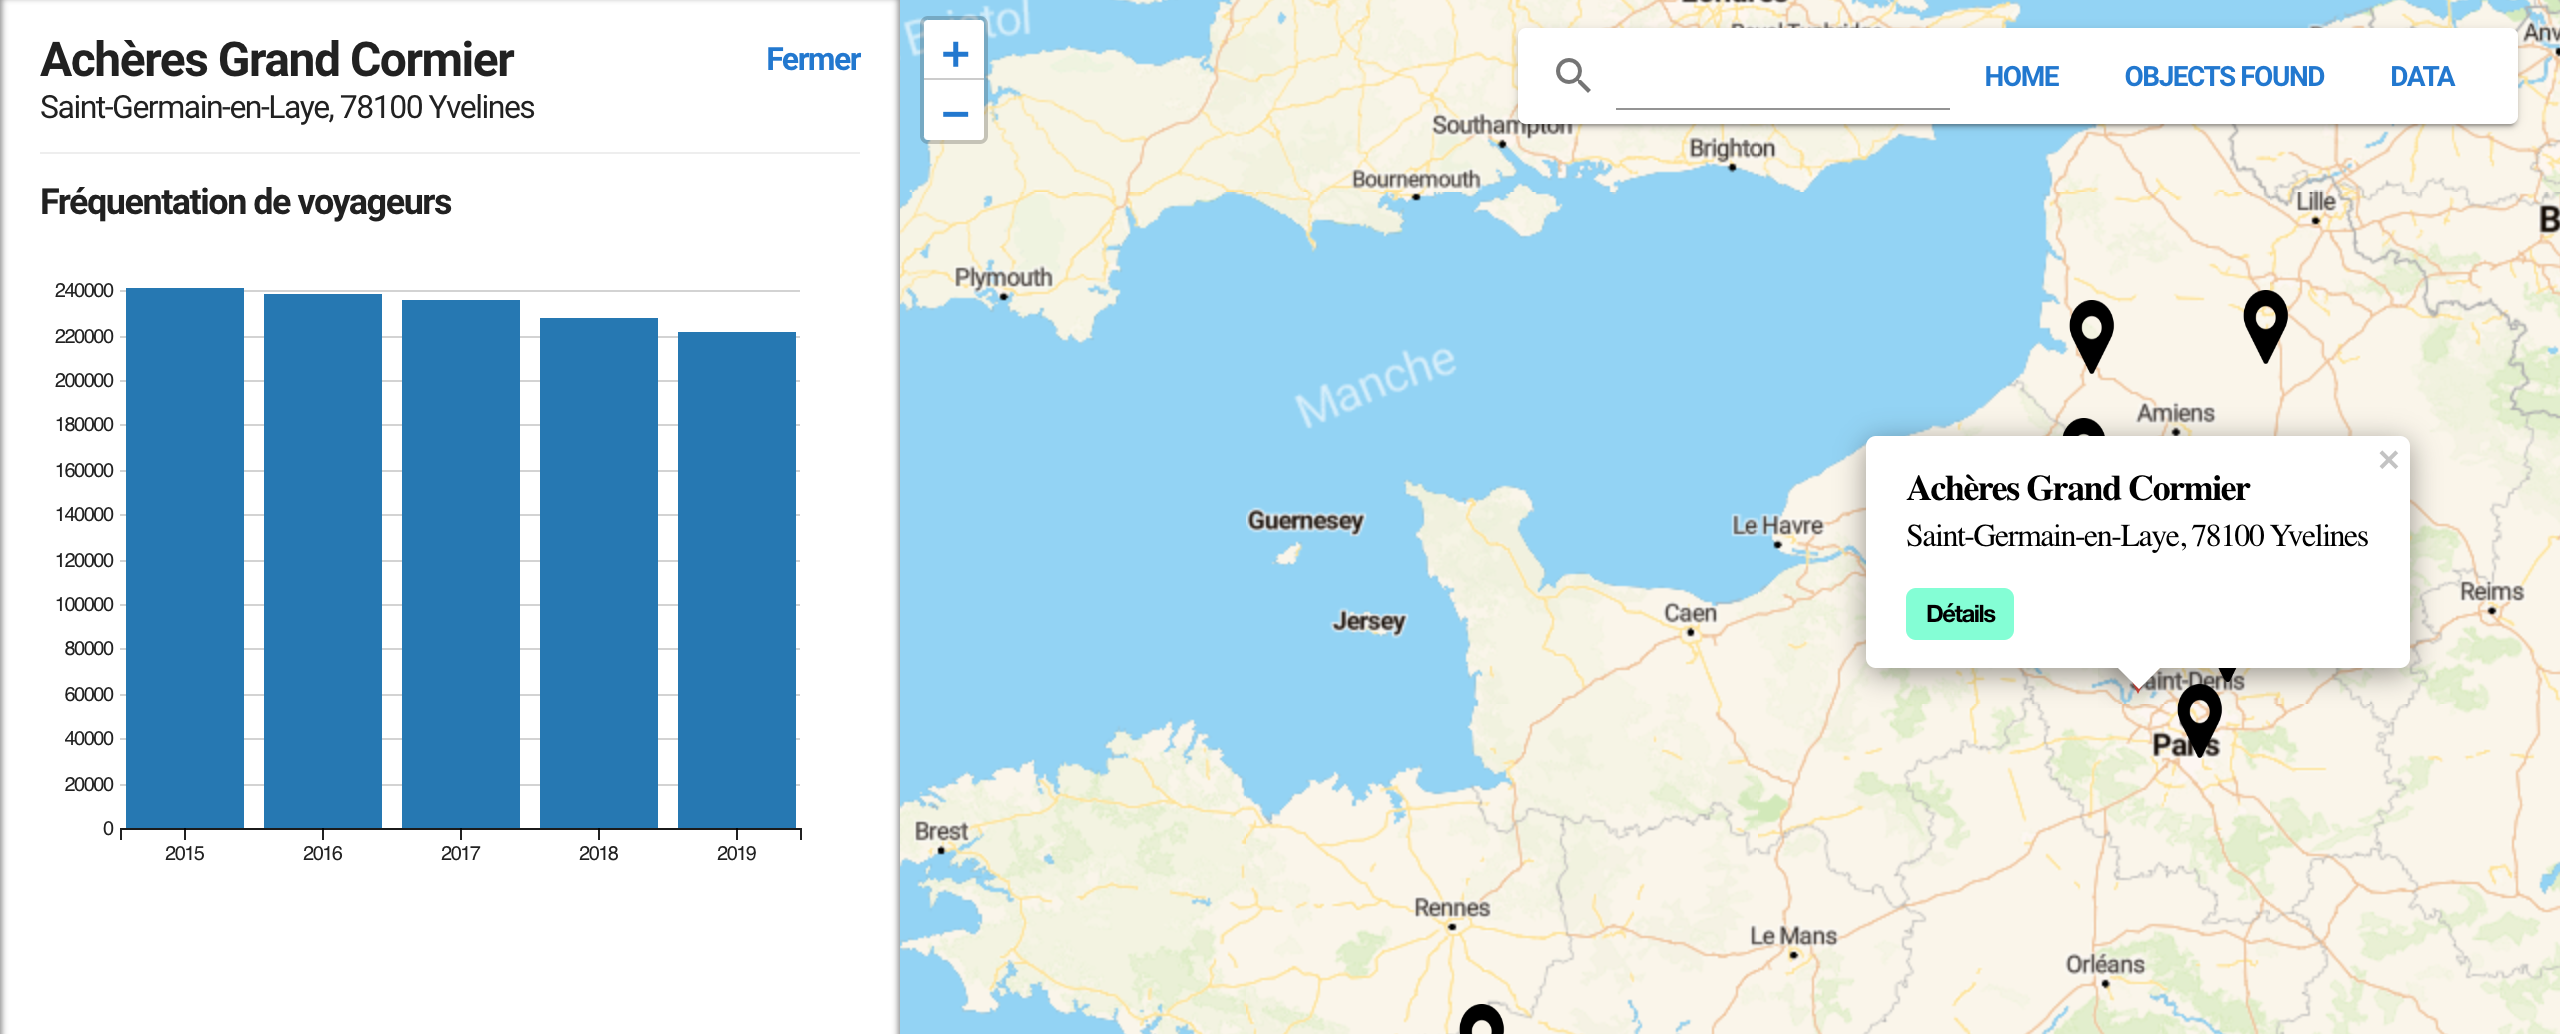 Achères Grand Cormier
Fermer
Saint-Germain-en-Laye, 78100 Yvelines
Fréquentation de voyageurs
240000
220000
200000
180000
160000
140000
120000
100000
80000
60000
40000
20000
0
2015 2016 2017 2018 2019
Bristol
+
−
HOME OBJECTS FOUND DATA
Southampton
Brighton
Bournemouth
Plymouth
Lille
Manche
Amiens
Guernesey
Jersey
Le Havre
Caen
Reims
Achères Grand Cormier
×
Saint-Germain-en-Laye, 78100 Yvelines
Détails
aint-Denis
Paris
Brest
Rennes
Le Mans
Orléans